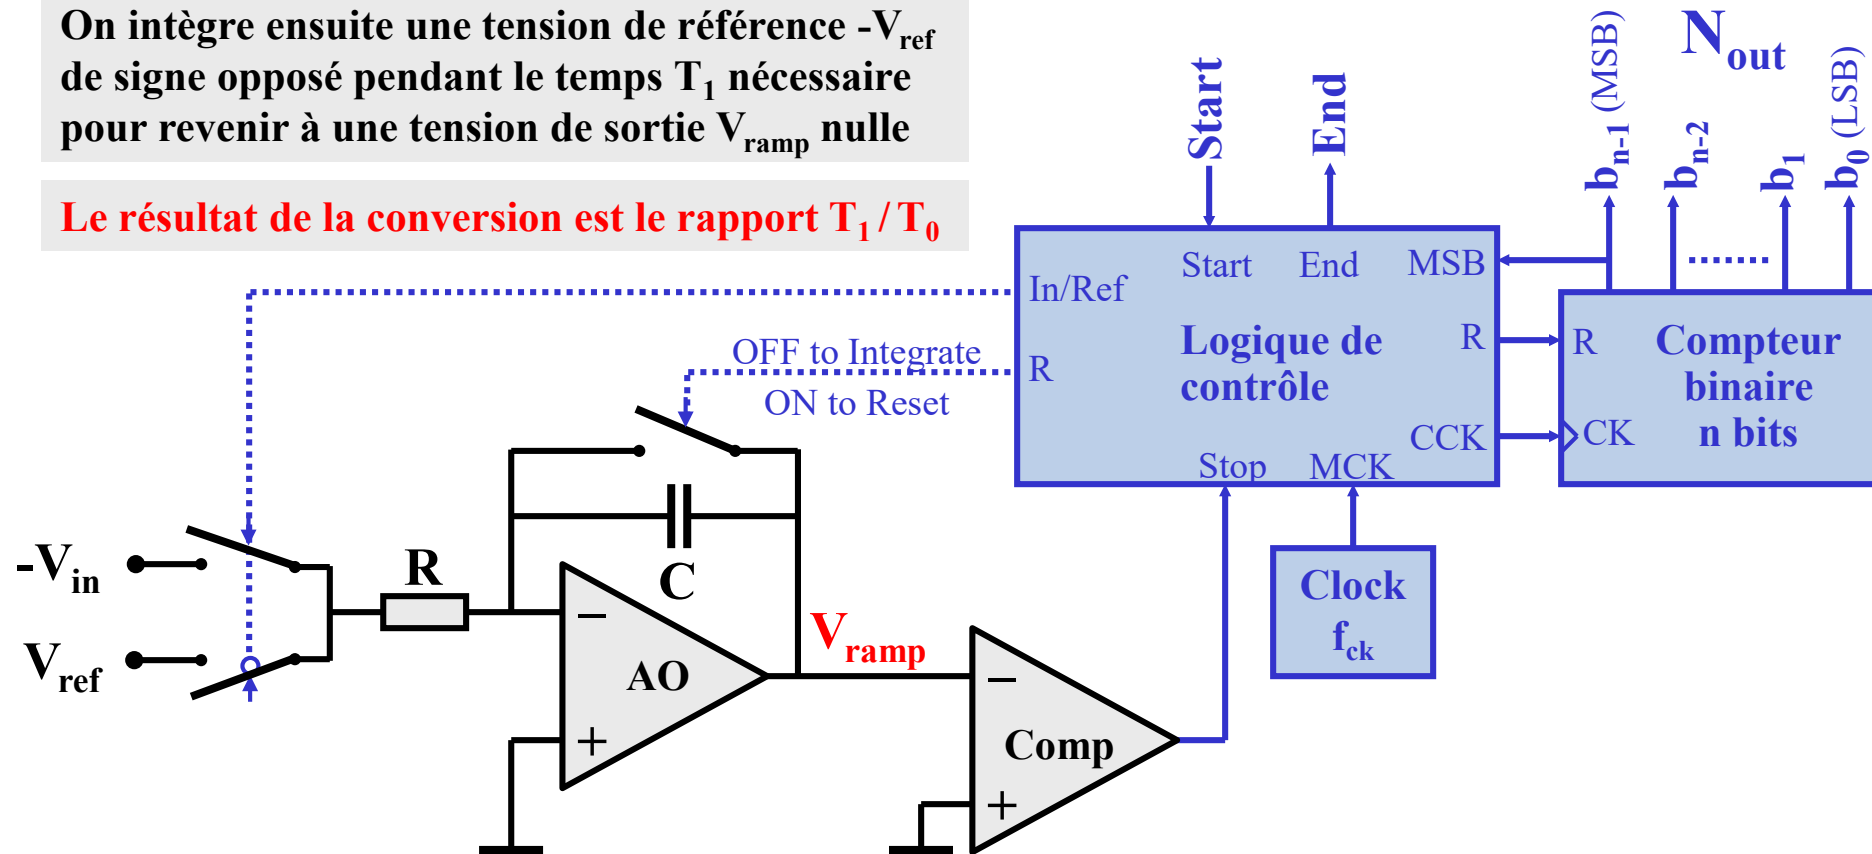 On intègre ensuite une tension de référence -Vref
de signe opposé pendant le temps T1 nécessaire
pour revenir à une tension de sortie Vramp nulle
Le résultat de la conversion est le rapport T1 / T0
Start
End
bn-1 (MSB)
bn-2
Nout
b1
b0 (LSB)
In/Ref
Start
End
MSB
R
Logique de
contrôle
R
CCK
Stop
MCK
R
Compteur
binaire
n bits
CK
OFF to Integrate
ON to Reset
-Vin
Vref
R
C
−
AO
+
Vramp
−
Comp
+
Clock
fck